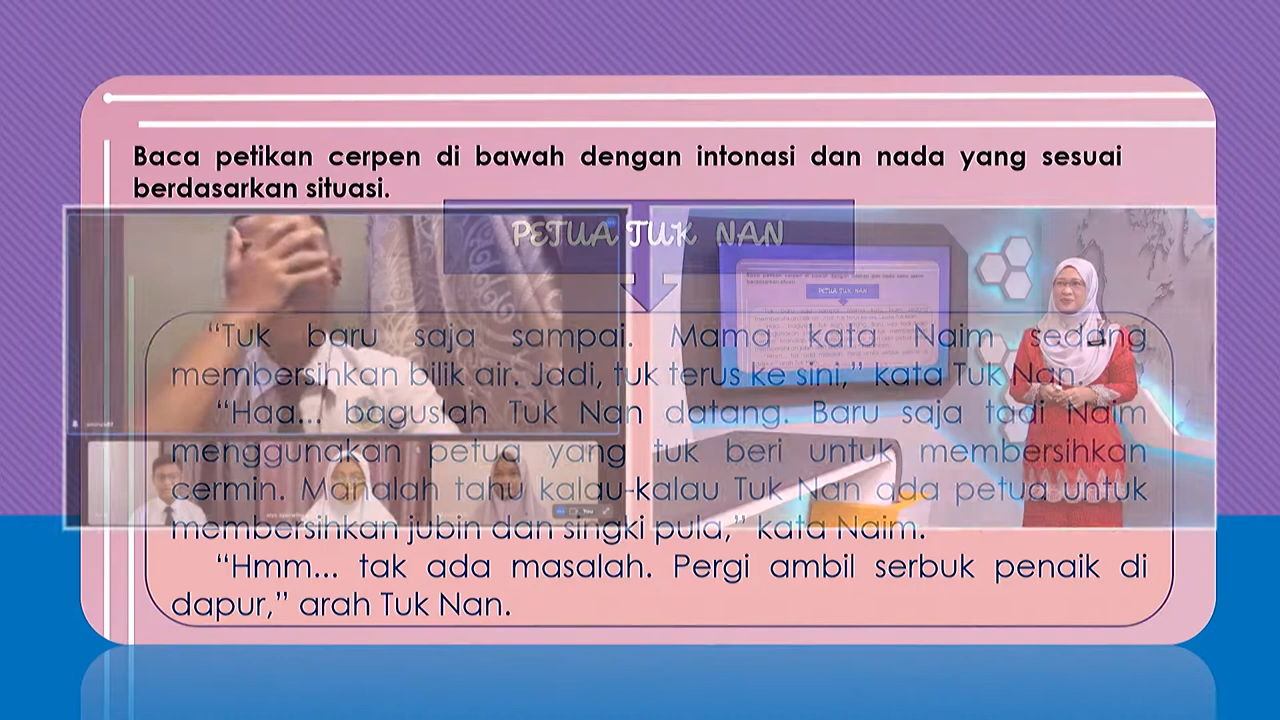 Baca petikan cerpen di bawah dengan intonasi dan nada yang sesuai
berdasarkan situasi.
PETUA TUK NAN
“Tuk baru saja sampai. Mama kata Naim sedang
membersihkan bilik air. Jadi, tuk terus ke sini,” kata Tuk Nan.
“Haa... baguslah Tuk Nan datang. Baru saja tadi Naim
menggunakan petua yang tuk beri untuk membersihkan
cermin. Manalah tahu kalau-kalau Tuk Nan ada petua untuk
membersihkan jubin dan singki pula,” kata Naim.
“Hmm... tak ada masalah. Pergi ambil serbuk penaik di
dapur,” arah Tuk Nan.
PETUA TUK NAN
You